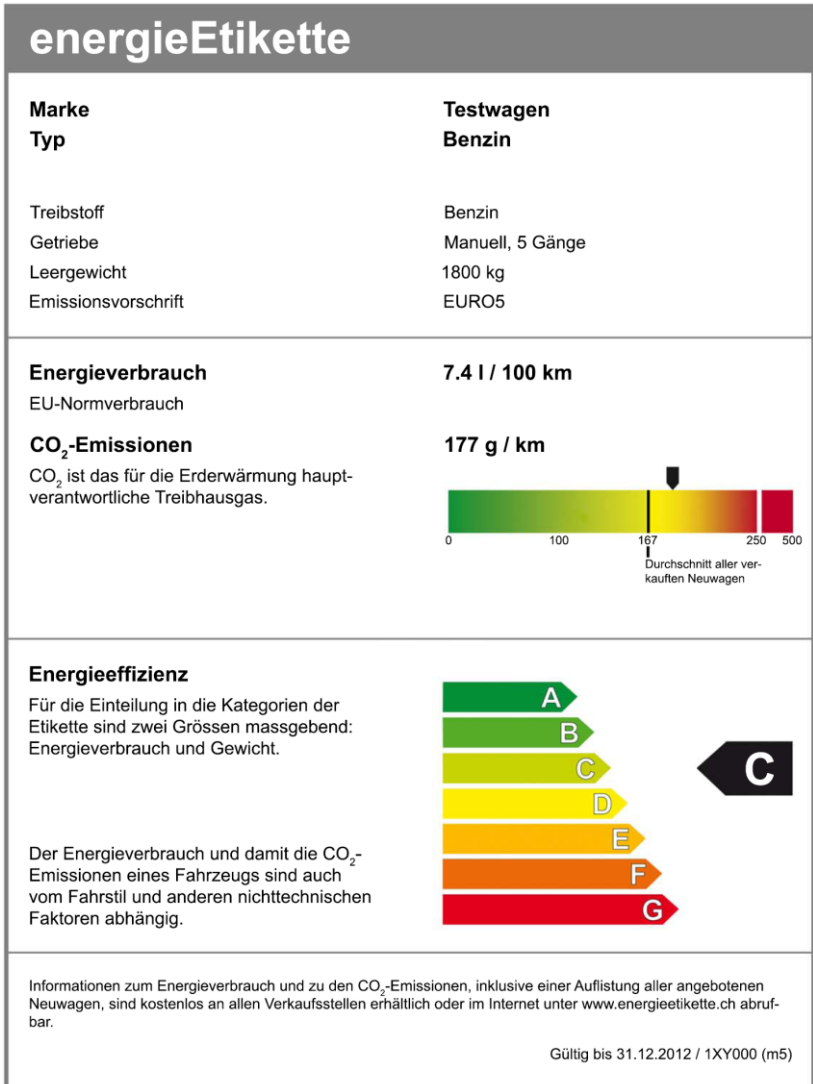 energieEtikette
Marke Testwagen
Typ Benzin
Treibstoff Benzin
Getriebe Manuell, 5 Gänge
Leergewicht 1800 kg
Emissionsvorschrift EURO5
Energieverbrauch 7.4 l / 100 km
EU-Normverbrauch
CO₂-Emissionen 177 g / km
CO₂ ist das für die Erderwärmung haupt-
verantwortliche Treibhausgas.
0 100 167 250 500
Durchschnitt aller ver-
kauften Neuwagen
Energieeffizienz
Für die Einteilung in die Kategorien der
Etikette sind zwei Grössen massgebend:
Energieverbrauch und Gewicht.
Der Energieverbrauch und damit die CO₂-
Emissionen eines Fahrzeugs sind auch
vom Fahrstil und anderen nichttechnischen
Faktoren abhängig.
A
B
C
D
E
F
G
C
Informationen zum Energieverbrauch und zu den CO₂-Emissionen, inklusive einer Auflistung aller angebotenen
Neuwagen, sind kostenlos an allen Verkaufsstellen erhältlich oder im Internet unter www.energieetikette.ch abruf-
bar.
Gültig bis 31.12.2012 / 1XY000 (m5)